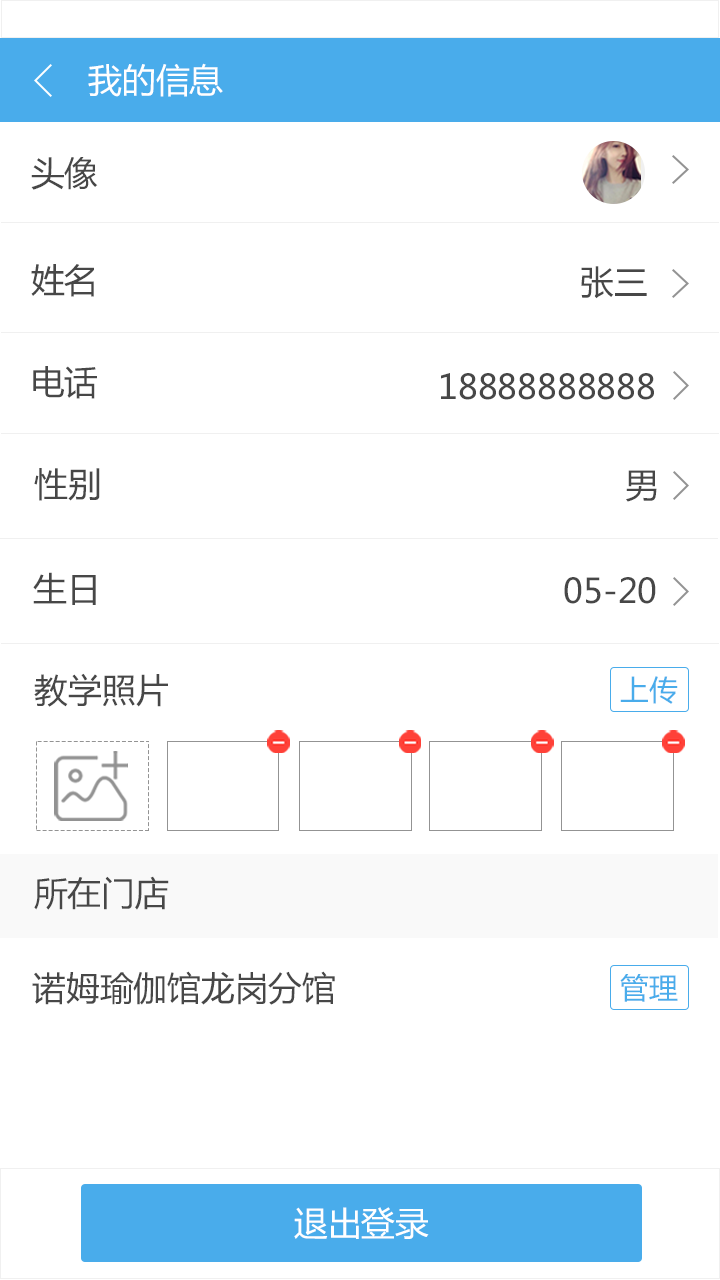 我的信息
头像
姓名 张三
电话 18888888888
性别 男
生日 05-20
教学照片 上传
所在门店
诺姆瑜伽馆龙岗分馆 管理
退出登录